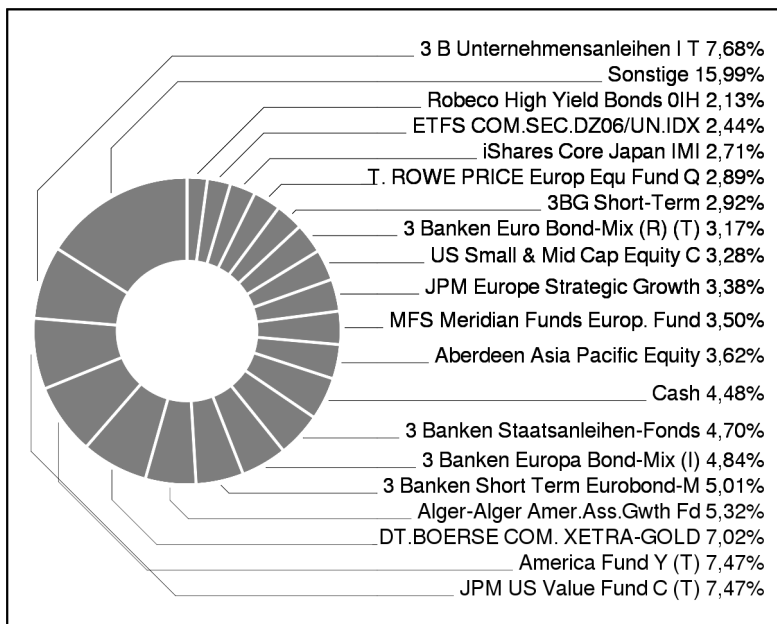 3 B Unternehmensanleihen I T 7,68%
Sonstige 15,99%
Robeco High Yield Bonds 0IH 2,13%
ETFS COM.SEC.DZ06/UN.IDX 2,44%
iShares Core Japan IMI 2,71%
T. ROWE PRICE Europ Equ Fund Q 2,89%
3BG Short-Term 2,92%
3 Banken Euro Bond-Mix (R) (T) 3,17%
US Small & Mid Cap Equity C 3,28%
JPM Europe Strategic Growth 3,38%
MFS Meridian Funds Europ. Fund 3,50%
Aberdeen Asia Pacific Equity 3,62%
Cash 4,48%
3 Banken Staatsanleihen-Fonds 4,70%
3 Banken Europa Bond-Mix (I) 4,84%
3 Banken Short Term Eurobond-M 5,01%
Alger-Alger Amer.Ass.Gwth Fd 5,32%
DT.BOERSE COM. XETRA-GOLD 7,02%
America Fund Y (T) 7,47%
JPM US Value Fund C (T) 7,47%